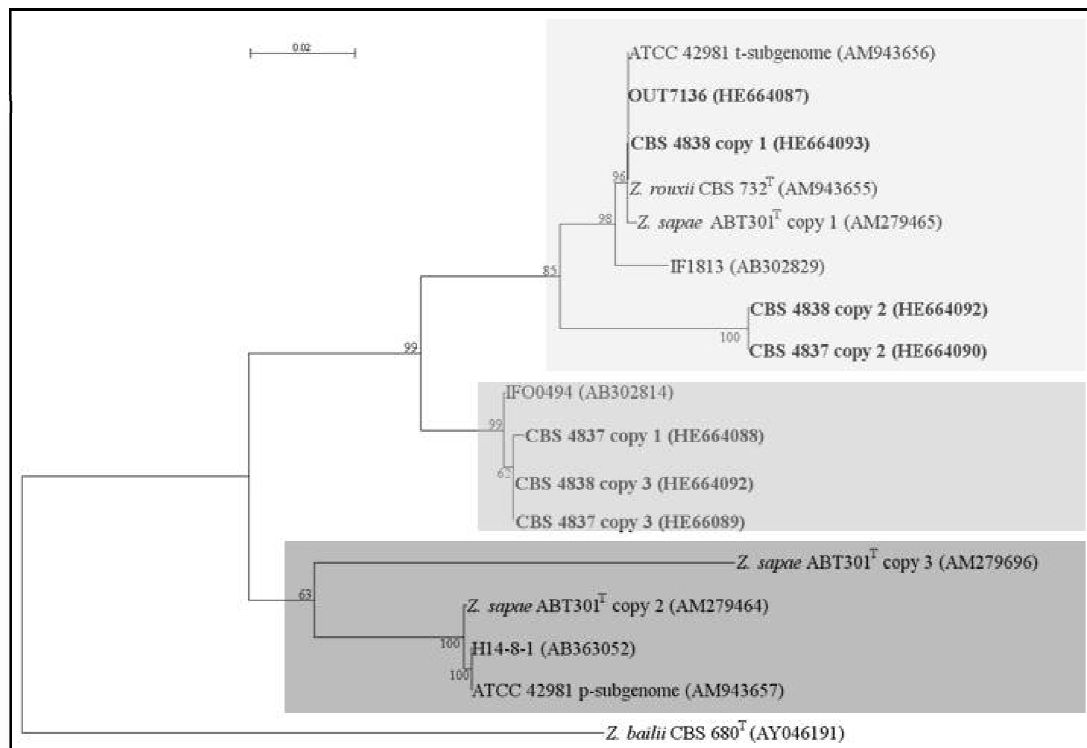 0.02
ATCC 42981 t-subgenome (AM943656)
OUT7136 (HE664087)
CBS 4838 copy 1 (HE664093)
96
Z. rouxii CBS 732T (AM943655)
Z. sapae ABT301T copy 1 (AM279465)
98
IF1813 (AB302829)
85
CBS 4838 copy 2 (HE664092)
100
CBS 4837 copy 2 (HE664090)
99
IFO0494 (AB302814)
99
CBS 4837 copy 1 (HE664088)
62
CBS 4838 copy 3 (HE664092)
CBS 4837 copy 3 (HE66089)
Z. sapae ABT301T copy 3 (AM279696)
63
Z. sapae ABT301T copy 2 (AM279464)
100
H14-8-1 (AB363052)
100
ATCC 42981 p-subgenome (AM943657)
Z. bailii CBS 680T (AY046191)